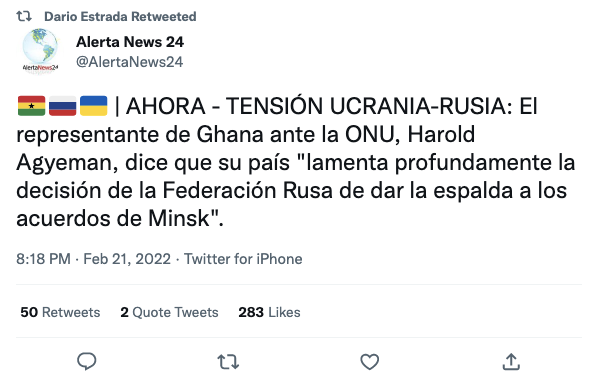 Dario Estrada Retweeted
Alerta News 24
@AlertaNews24
AlertaNews24
🇬🇭🇷🇺🇺🇦 | AHORA - TENSIÓN UCRANIA-RUSIA: El
representante de Ghana ante la ONU, Harold
Agyeman, dice que su país "lamenta profundamente la
decisión de la Federación Rusa de dar la espalda a los
acuerdos de Minsk".
8:18 PM · Feb 21, 2022 · Twitter for iPhone
50 Retweets 2 Quote Tweets 283 Likes